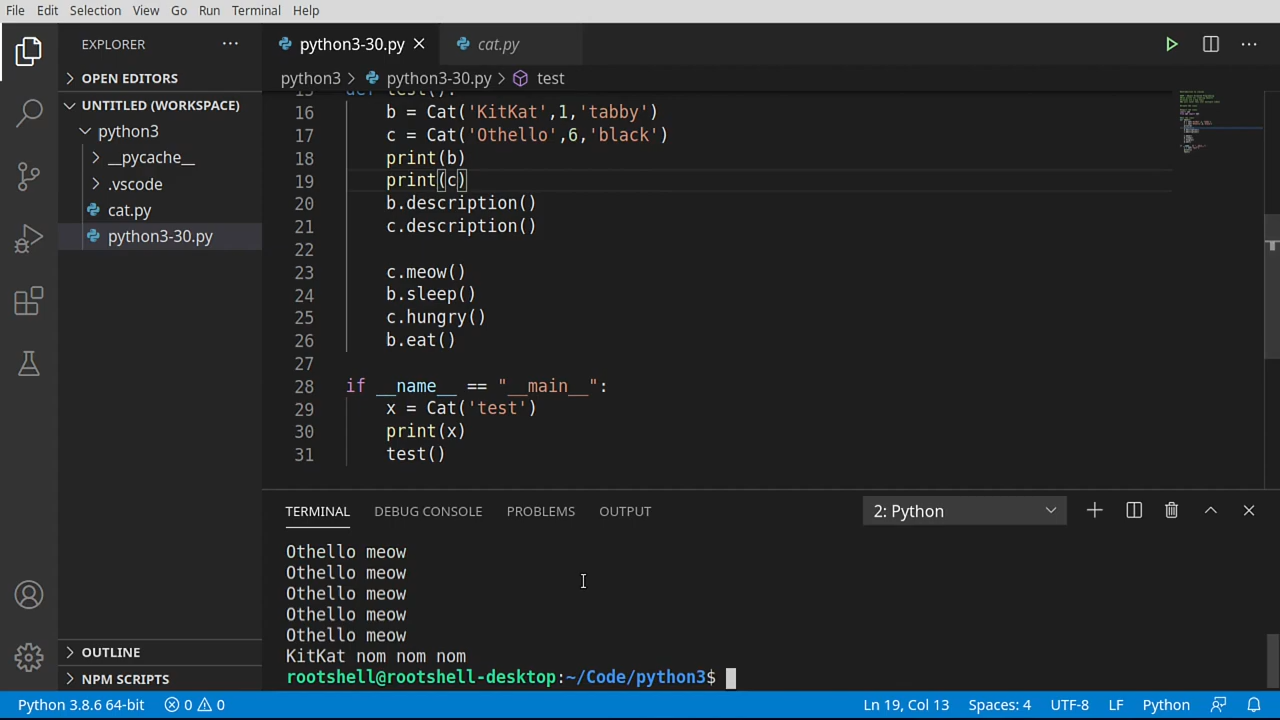 File Edit Selection View Go Run Terminal Help
EXPLORER ···
python3-30.py
cat.py
OPEN EDITORS
python3 > python3-30.py > test
UNTITLED (WORKSPACE)
python3
__pycache__
.vscode
cat.py
python3-30.py
15 def test():
16 b = Cat('KitKat',1,'tabby')
17 c = Cat('Othello',6,'black')
18 print(b)
19 print(c)
20 b.description()
21 c.description()
22
23 c.meow()
24 b.sleep()
25 c.hungry()
26 b.eat()
27
28 if __name__ == "__main__":
29 x = Cat('test')
30 print(x)
31 test()
TERMINAL DEBUG CONSOLE PROBLEMS OUTPUT 2: Python
Othello meow
Othello meow
Othello meow
Othello meow
Othello meow
KitKat nom nom nom
rootshell@rootshell-desktop:~/Code/python3$
OUTLINE
NPM SCRIPTS
Python 3.8.6 64-bit 0 0 Ln 19, Col 13 Spaces: 4 UTF-8 LF Python